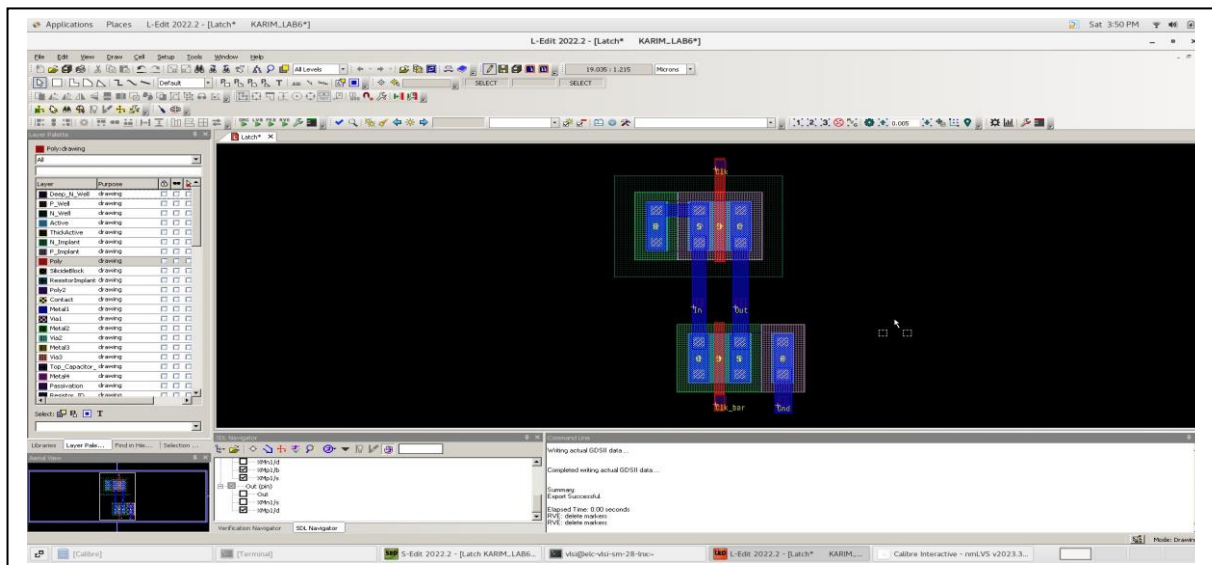 Applications Places L-Edit 2022.2 - [Latch* KARIM_LAB6*] Sat 3:50 PM
L-Edit 2022.2 - [Latch* KARIM_LAB6*]
File Edit View Draw Cell Setup Tools Window Help
All Levels 19.035 : 1.215 Microns
Default SELECT SELECT
DRC LVS PEX RVE 0.005
Layer Palette
Latch*
Poly:drawing
All
Layer Purpose
Deep_N_Well drawing
P_Well drawing
N_Well drawing
Active drawing
ThickActive drawing
N_Implant drawing
P_Implant drawing
Poly drawing
SilicideBlock drawing
ResistorImplant drawing
Poly2 drawing
Contact drawing
Metal1 drawing
Via1 drawing
Metal2 drawing
Via2 drawing
Metal3 drawing
Via3 drawing
Top_Capacitor_ drawing
Metal4 drawing
Passivation drawing
Resistor_ID drawing
Select: T
Libraries Layer Pale... Find in Hie... Selection ...
Aerial View
Clk
In Out
Clk_bar Gnd
SDL Navigator
XMn1/d
XMp1/b
XMp1/s
Out (pin)
Out
XMn1/s
XMp1/d
Verification Navigator SDL Navigator
Command Line
Writing actual GDSII data...
Completed writing actual GDSII data...
Summary:
Export Successful
Elapsed Time: 0.00 seconds
RVE: delete markers
RVE: delete markers
Mode: Drawin
[Calibre] [Terminal] S-Edit 2022.2 - [Latch KARIM_LAB6... L-Edit 2022.2 - [Latch* KARIM_... Calibre Interactive - nmLVS v2023.3...